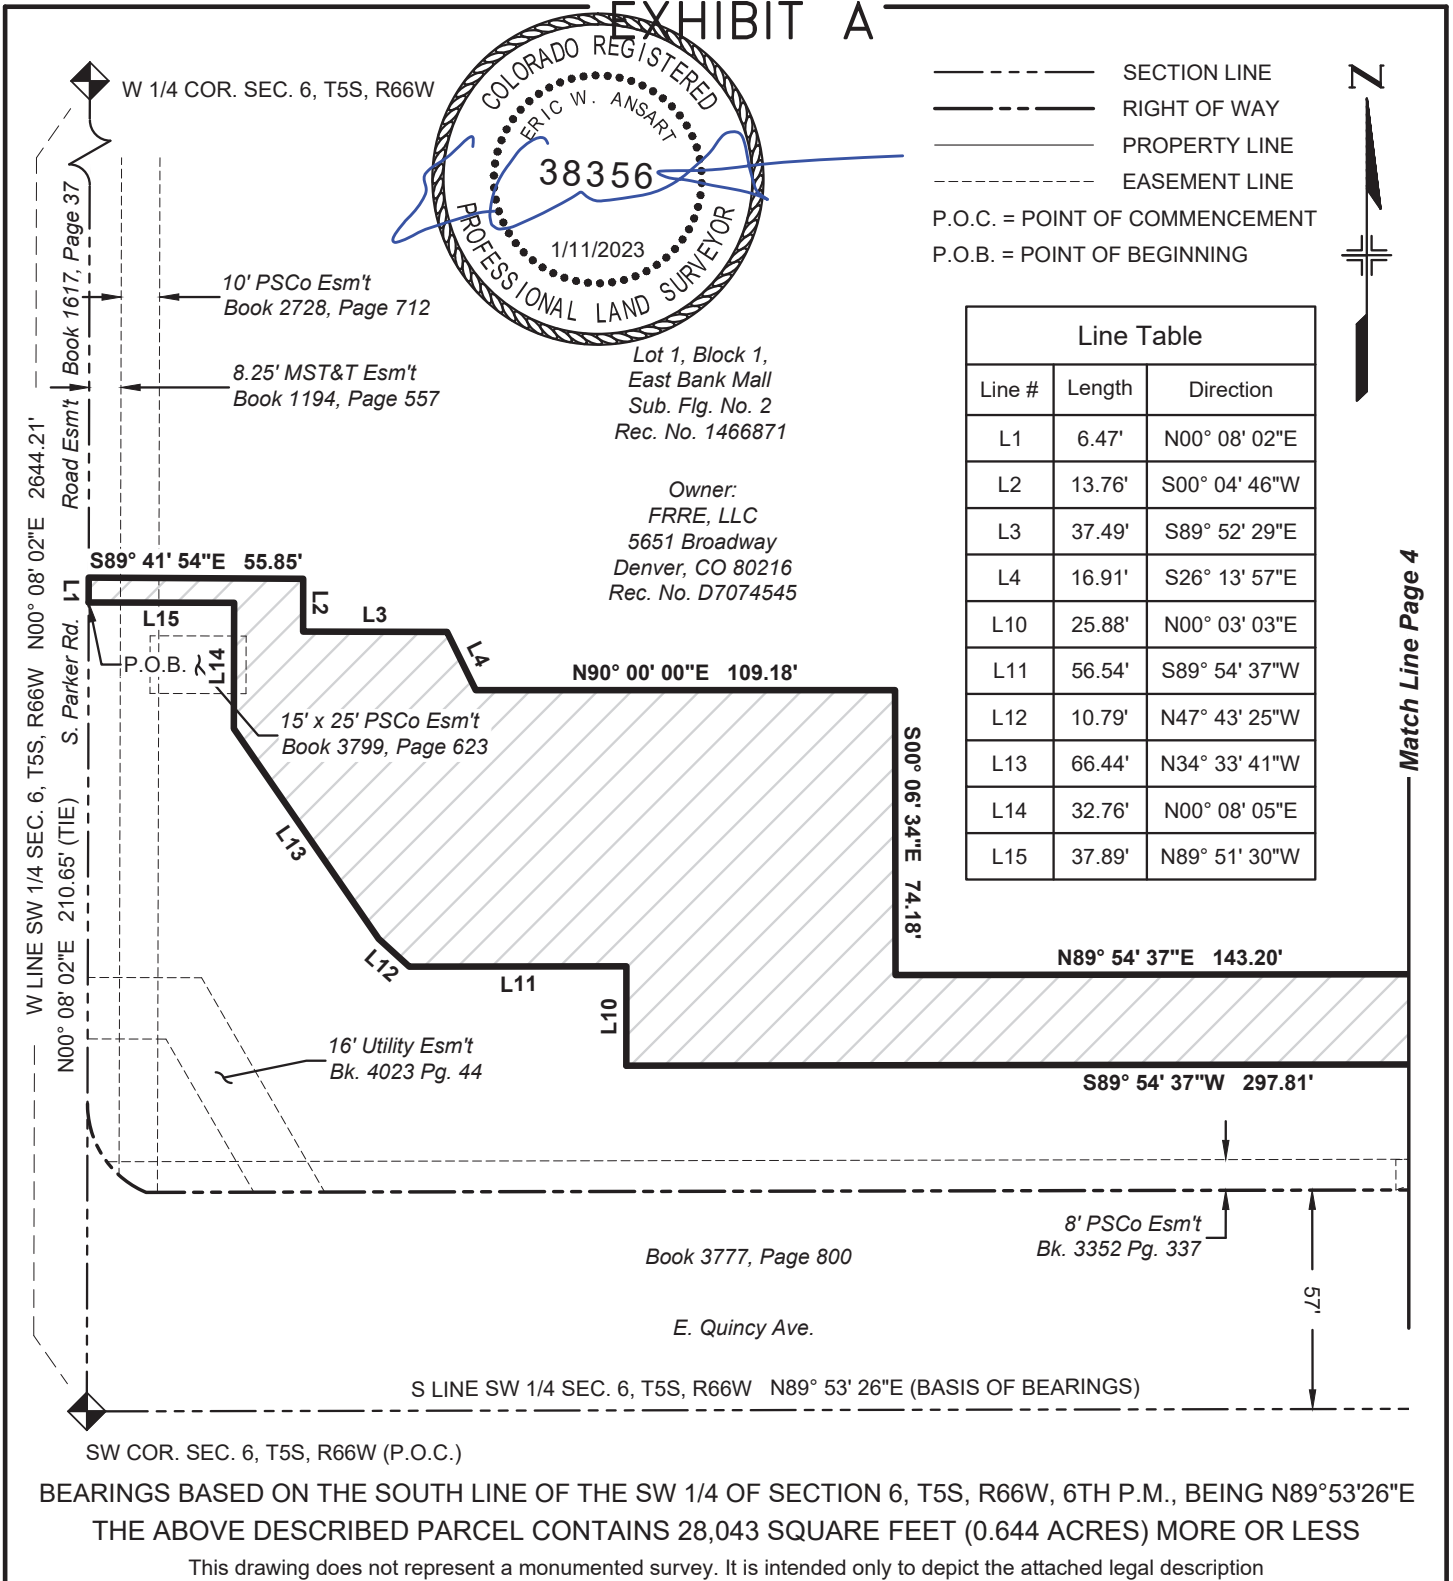 EXHIBIT A
W 1/4 COR. SEC. 6, T5S, R66W
COLORADO REGISTERED
ERIC W. ANSART
38356
1/11/2023
PROFESSIONAL LAND SURVEYOR
SECTION LINE
RIGHT OF WAY
PROPERTY LINE
EASEMENT LINE
P.O.C. = POINT OF COMMENCEMENT
P.O.B. = POINT OF BEGINNING
N
10' PSCo Esm't
Book 2728, Page 712
8.25' MST&T Esm't
Book 1194, Page 557
Road Esm't Book 1617, Page 37
W LINE SW 1/4 SEC. 6, T5S, R66W N00° 08' 02"E 2644.21'
Lot 1, Block 1,
East Bank Mall
Sub. Flg. No. 2
Rec. No. 1466871
Owner:
FRRE, LLC
5651 Broadway
Denver, CO 80216
Rec. No. D7074545
Line Table
Line # Length Direction
L1 6.47' N00° 08' 02"E
L2 13.76' S00° 04' 46"W
L3 37.49' S89° 52' 29"E
L4 16.91' S26° 13' 57"E
L10 25.88' N00° 03' 03"E
L11 56.54' S89° 54' 37"W
L12 10.79' N47° 43' 25"W
L13 66.44' N34° 33' 41"W
L14 32.76' N00° 08' 05"E
L15 37.89' N89° 51' 30"W
Match Line Page 4
S89° 41' 54"E 55.85'
L1
L2
L3
L15
L4
P.O.B.
L14
S. Parker Rd.
N90° 00' 00"E 109.18'
15' x 25' PSCo Esm't
Book 3799, Page 623
S00° 06' 34"E 74.18'
N00° 08' 02"E 210.65' (TIE)
L13
L12
L11
L10
N89° 54' 37"E 143.20'
16' Utility Esm't
Bk. 4023 Pg. 44
S89° 54' 37"W 297.81'
8' PSCo Esm't
Bk. 3352 Pg. 337
Book 3777, Page 800
57'
E. Quincy Ave.
S LINE SW 1/4 SEC. 6, T5S, R66W N89° 53' 26"E (BASIS OF BEARINGS)
SW COR. SEC. 6, T5S, R66W (P.O.C.)
BEARINGS BASED ON THE SOUTH LINE OF THE SW 1/4 OF SECTION 6, T5S, R66W, 6TH P.M., BEING N89°53'26"E
THE ABOVE DESCRIBED PARCEL CONTAINS 28,043 SQUARE FEET (0.644 ACRES) MORE OR LESS
This drawing does not represent a monumented survey. It is intended only to depict the attached legal description